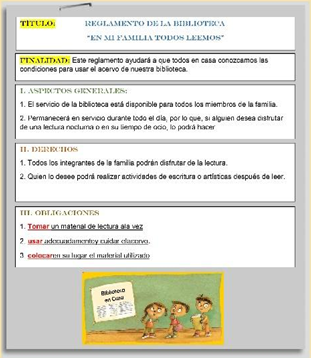 TÍTULO: REGLAMENTO DE LA BIBLIOTECA
"EN MI FAMILIA TODOS LEEMOS"
FINALIDAD: Este reglamento ayudará a que todos en casa conozcamos las
condiciones para usar el acervo de nuestra biblioteca.
I. ASPECTOS GENERALES:
1. El servicio de la biblioteca está disponible para todos los miembros de la familia.
2. Permanecerá en servicio durante todo el día, por lo que, si alguien desea disfrutar
de una lectura nocturna o en su tiempo de ocio, lo podrá hacer
II. DERECHOS
1. Todos los integrantes de la familia podrán disfrutar de la lectura.
2. Quien lo desee podrá realizar actividades de escritura o artísticas después de leer.
III. OBLIGACIONES
1. Tomar un material de lectura ala vez
2. usar adecuadamentey cuidar elacorvo.
3. colocaren su lugar el material utilizado
Biblioteca
en Casa